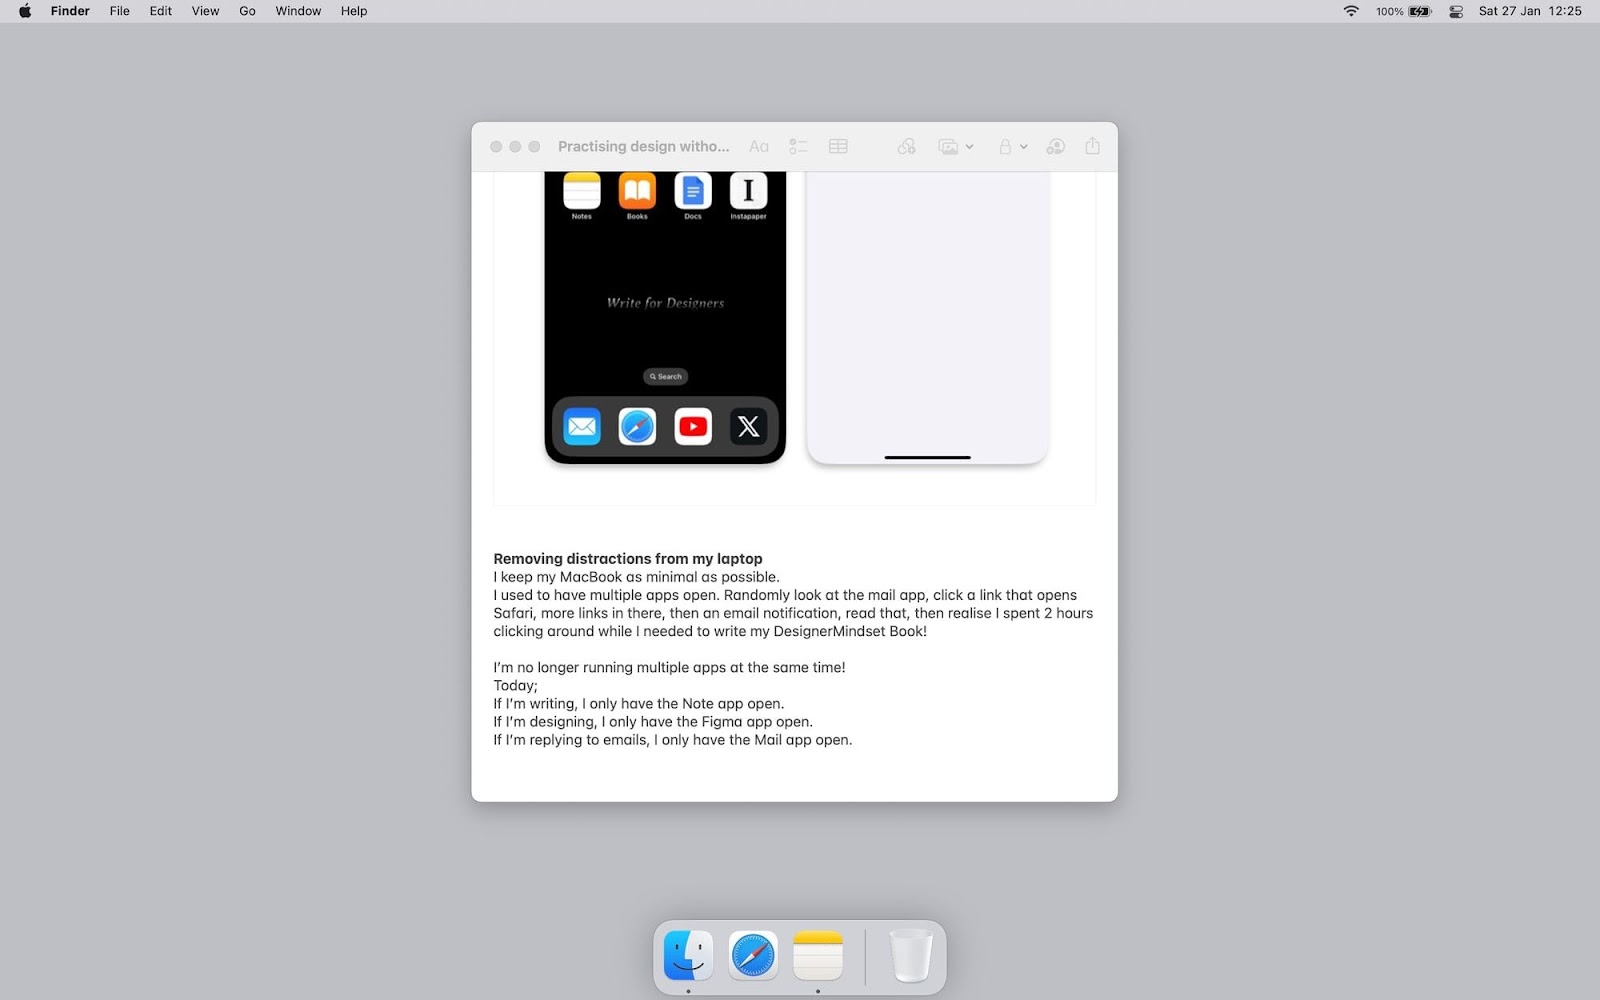 Finder File Edit View Go Window Help 100% Sat 27 Jan 12:25
Practising design witho... Aa
Notes Books Docs Instapaper
Write for Designers
Search
Removing distractions from my laptop
I keep my MacBook as minimal as possible.
I used to have multiple apps open. Randomly look at the mail app, click a link that opens
Safari, more links in there, then an email notification, read that, then realise I spent 2 hours
clicking around while I needed to write my DesignerMindset Book!
I'm no longer running multiple apps at the same time!
Today;
If I'm writing, I only have the Note app open.
If I'm designing, I only have the Figma app open.
If I'm replying to emails, I only have the Mail app open.